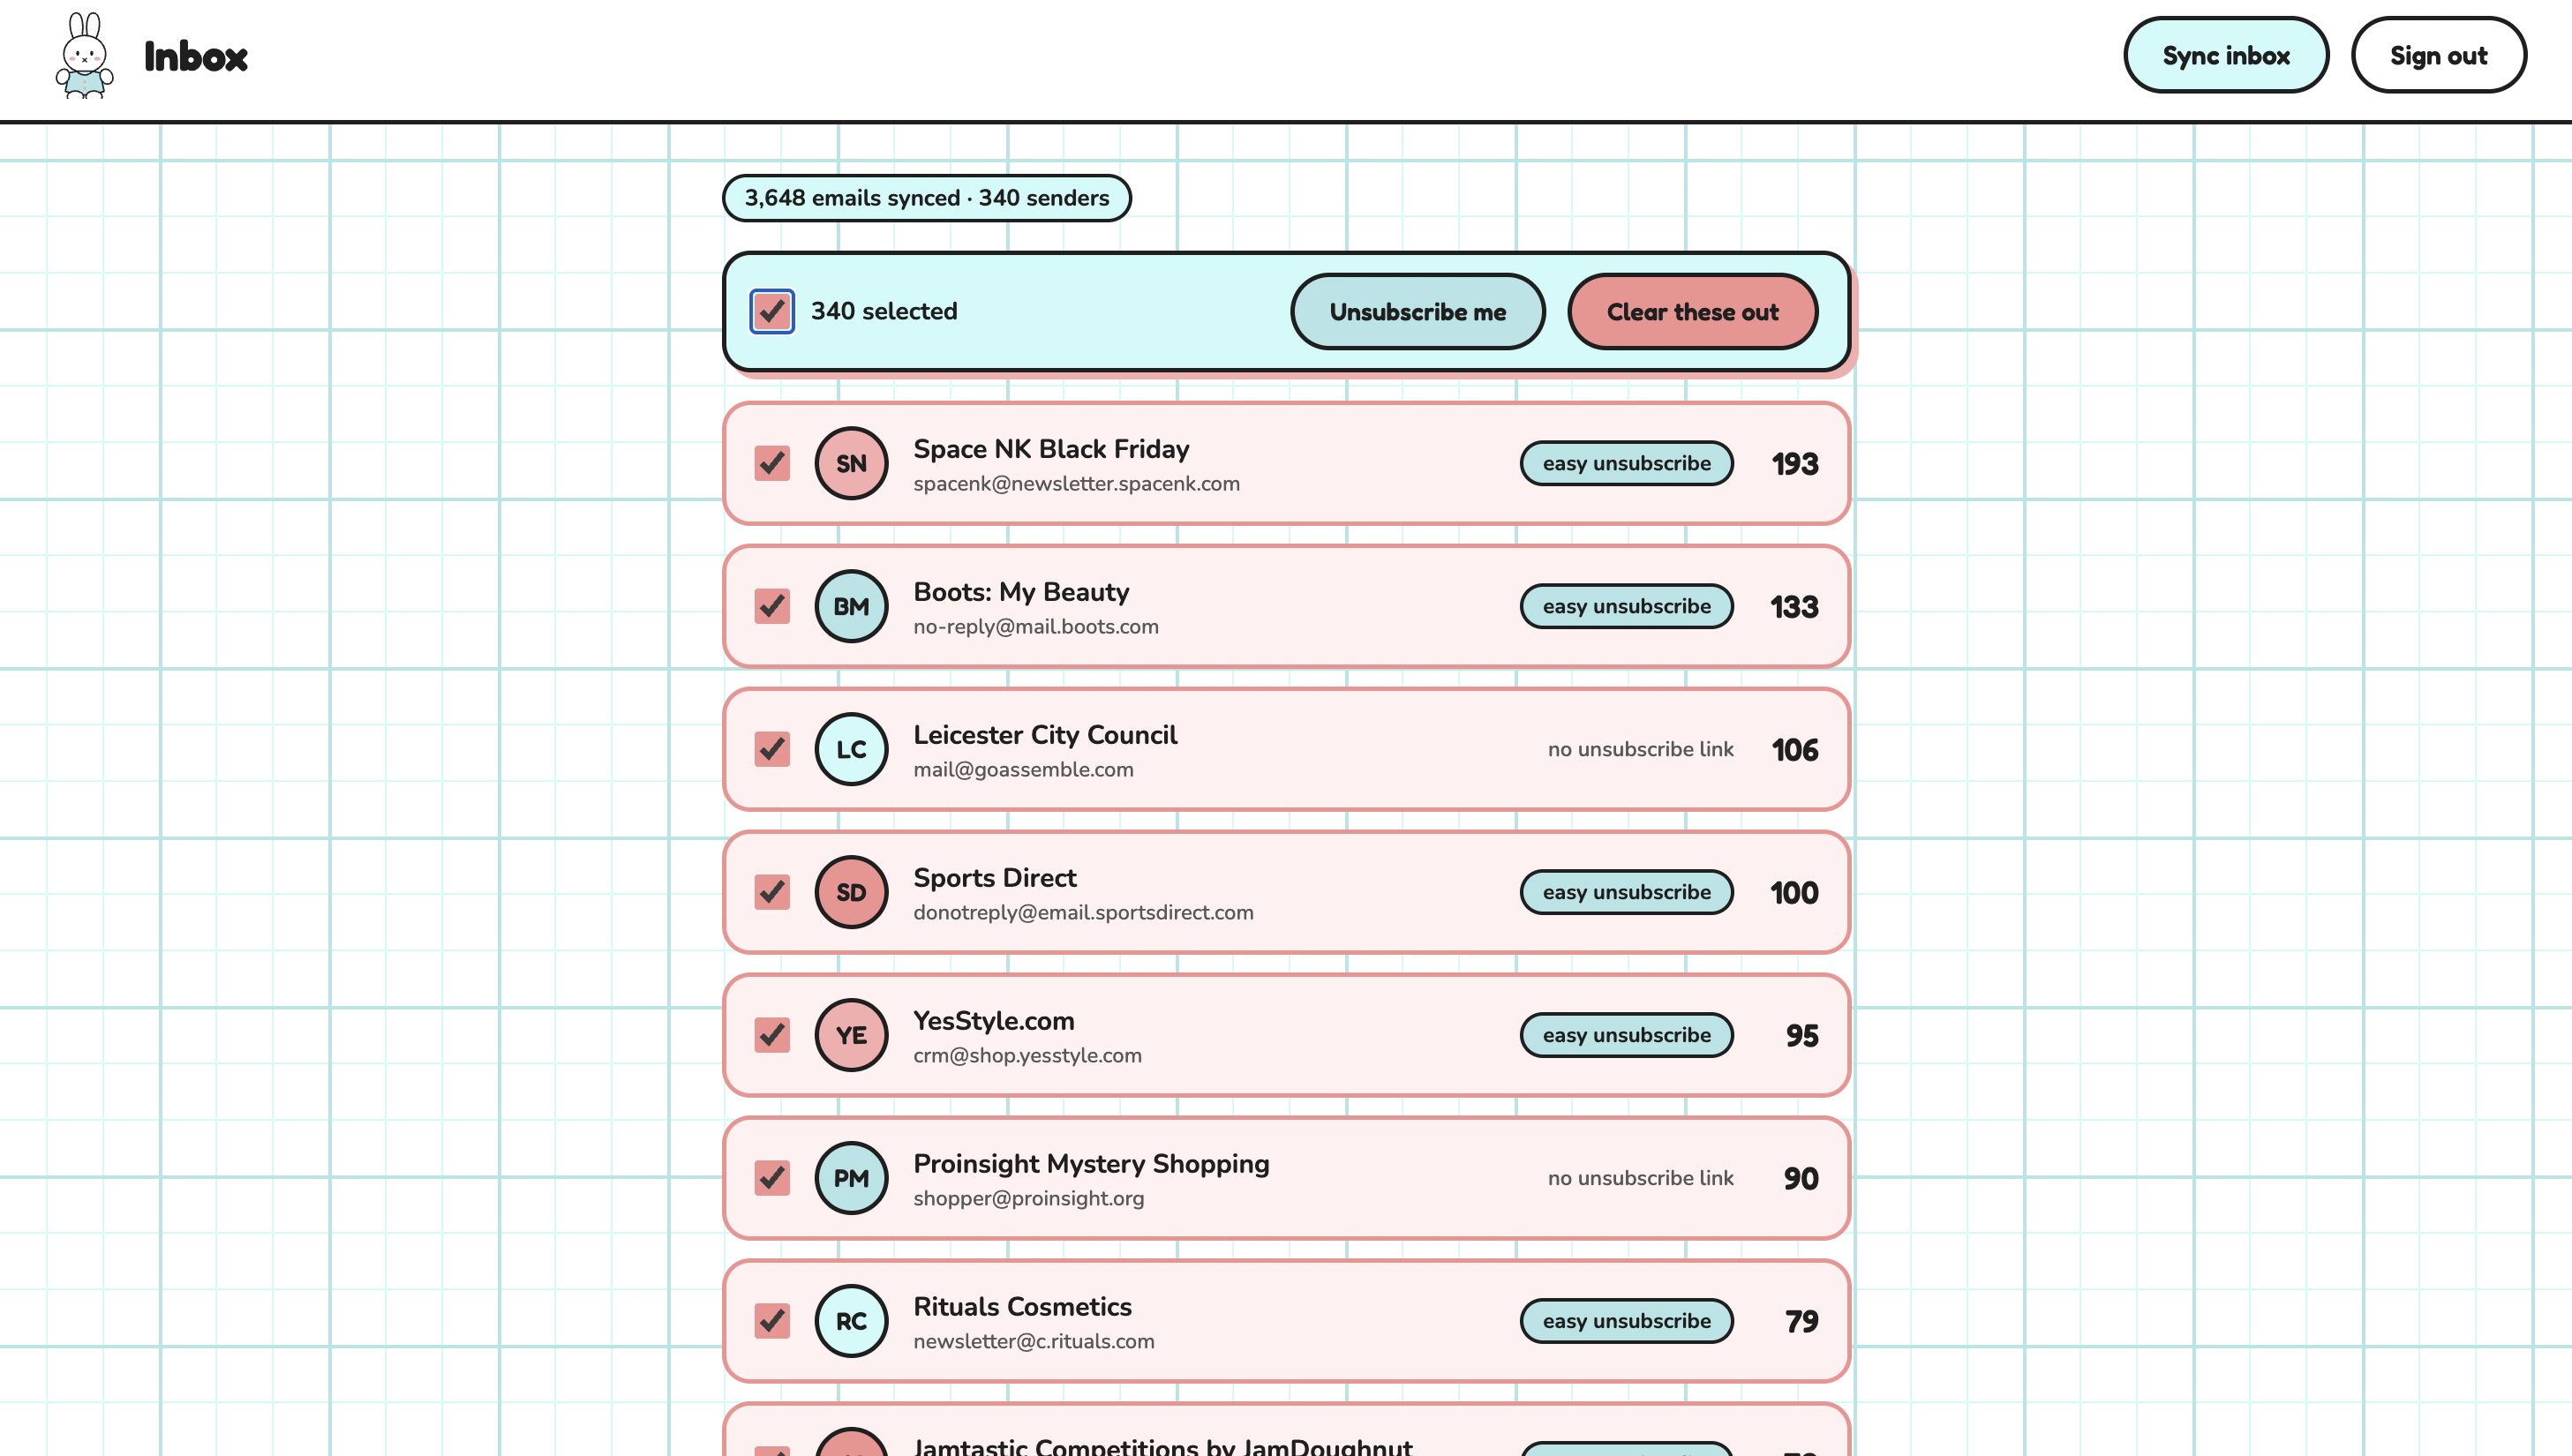 Inbox
Sync inbox
Sign out
3,648 emails synced · 340 senders
340 selected
Unsubscribe me
Clear these out
SN
Space NK Black Friday
spacenk@newsletter.spacenk.com
easy unsubscribe
193
BM
Boots: My Beauty
no-reply@mail.boots.com
easy unsubscribe
133
LC
Leicester City Council
mail@goassemble.com
no unsubscribe link
106
SD
Sports Direct
donotreply@email.sportsdirect.com
easy unsubscribe
100
YE
YesStyle.com
crm@shop.yesstyle.com
easy unsubscribe
95
PM
Proinsight Mystery Shopping
shopper@proinsight.org
no unsubscribe link
90
RC
Rituals Cosmetics
newsletter@c.rituals.com
easy unsubscribe
79
Jamtastic Competitions by JamDoughnut